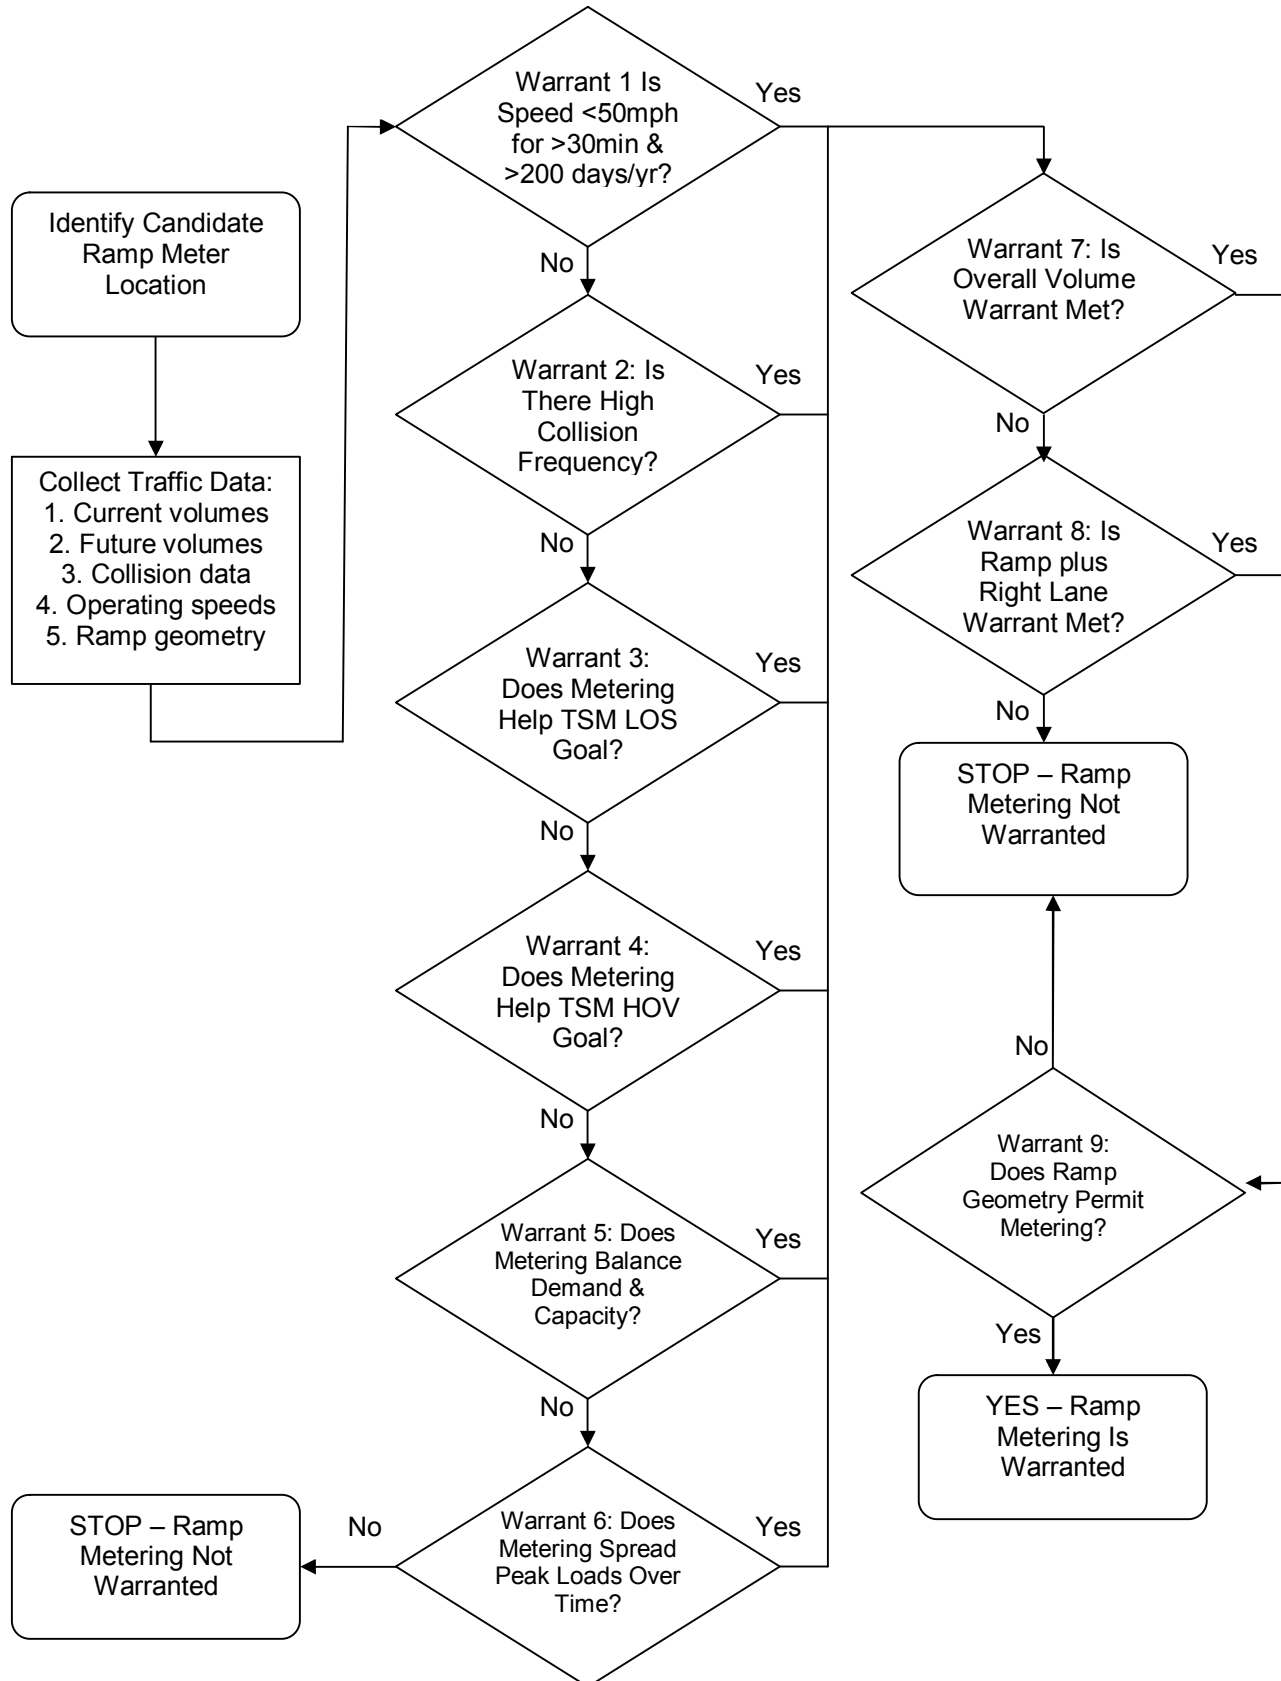 Identify Candidate
Ramp Meter
Location
Collect Traffic Data:
1. Current volumes
2. Future volumes
3. Collision data
4. Operating speeds
5. Ramp geometry
Warrant 1 Is
Speed <50mph
for >30min &
>200 days/yr?
Yes
No
Warrant 2: Is
There High
Collision
Frequency?
Yes
No
Warrant 3:
Does Metering
Help TSM LOS
Goal?
Yes
No
Warrant 4:
Does Metering
Help TSM HOV
Goal?
Yes
No
Warrant 5: Does
Metering Balance
Demand &
Capacity?
Yes
No
Warrant 6: Does
Metering Spread
Peak Loads Over
Time?
Yes
No
STOP – Ramp
Metering Not
Warranted
Warrant 7: Is
Overall Volume
Warrant Met?
Yes
No
Warrant 8: Is
Ramp plus
Right Lane
Warrant Met?
Yes
No
STOP – Ramp
Metering Not
Warranted
No
Warrant 9:
Does Ramp
Geometry Permit
Metering?
Yes
YES – Ramp
Metering Is
Warranted